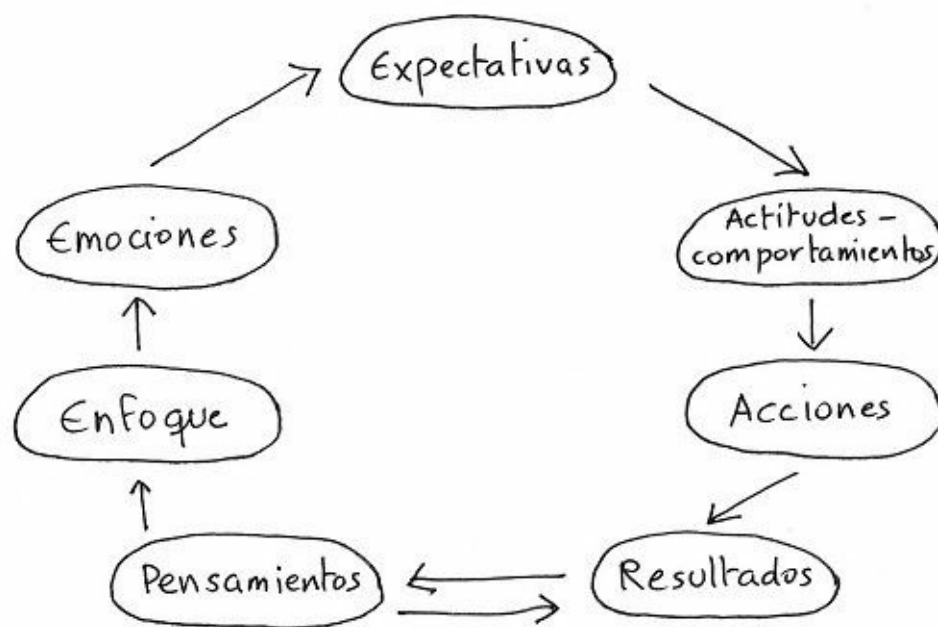 Expectativas
Actitudes -
comportamientos
Acciones
Resultados
Pensamientos
Enfoque
Emociones